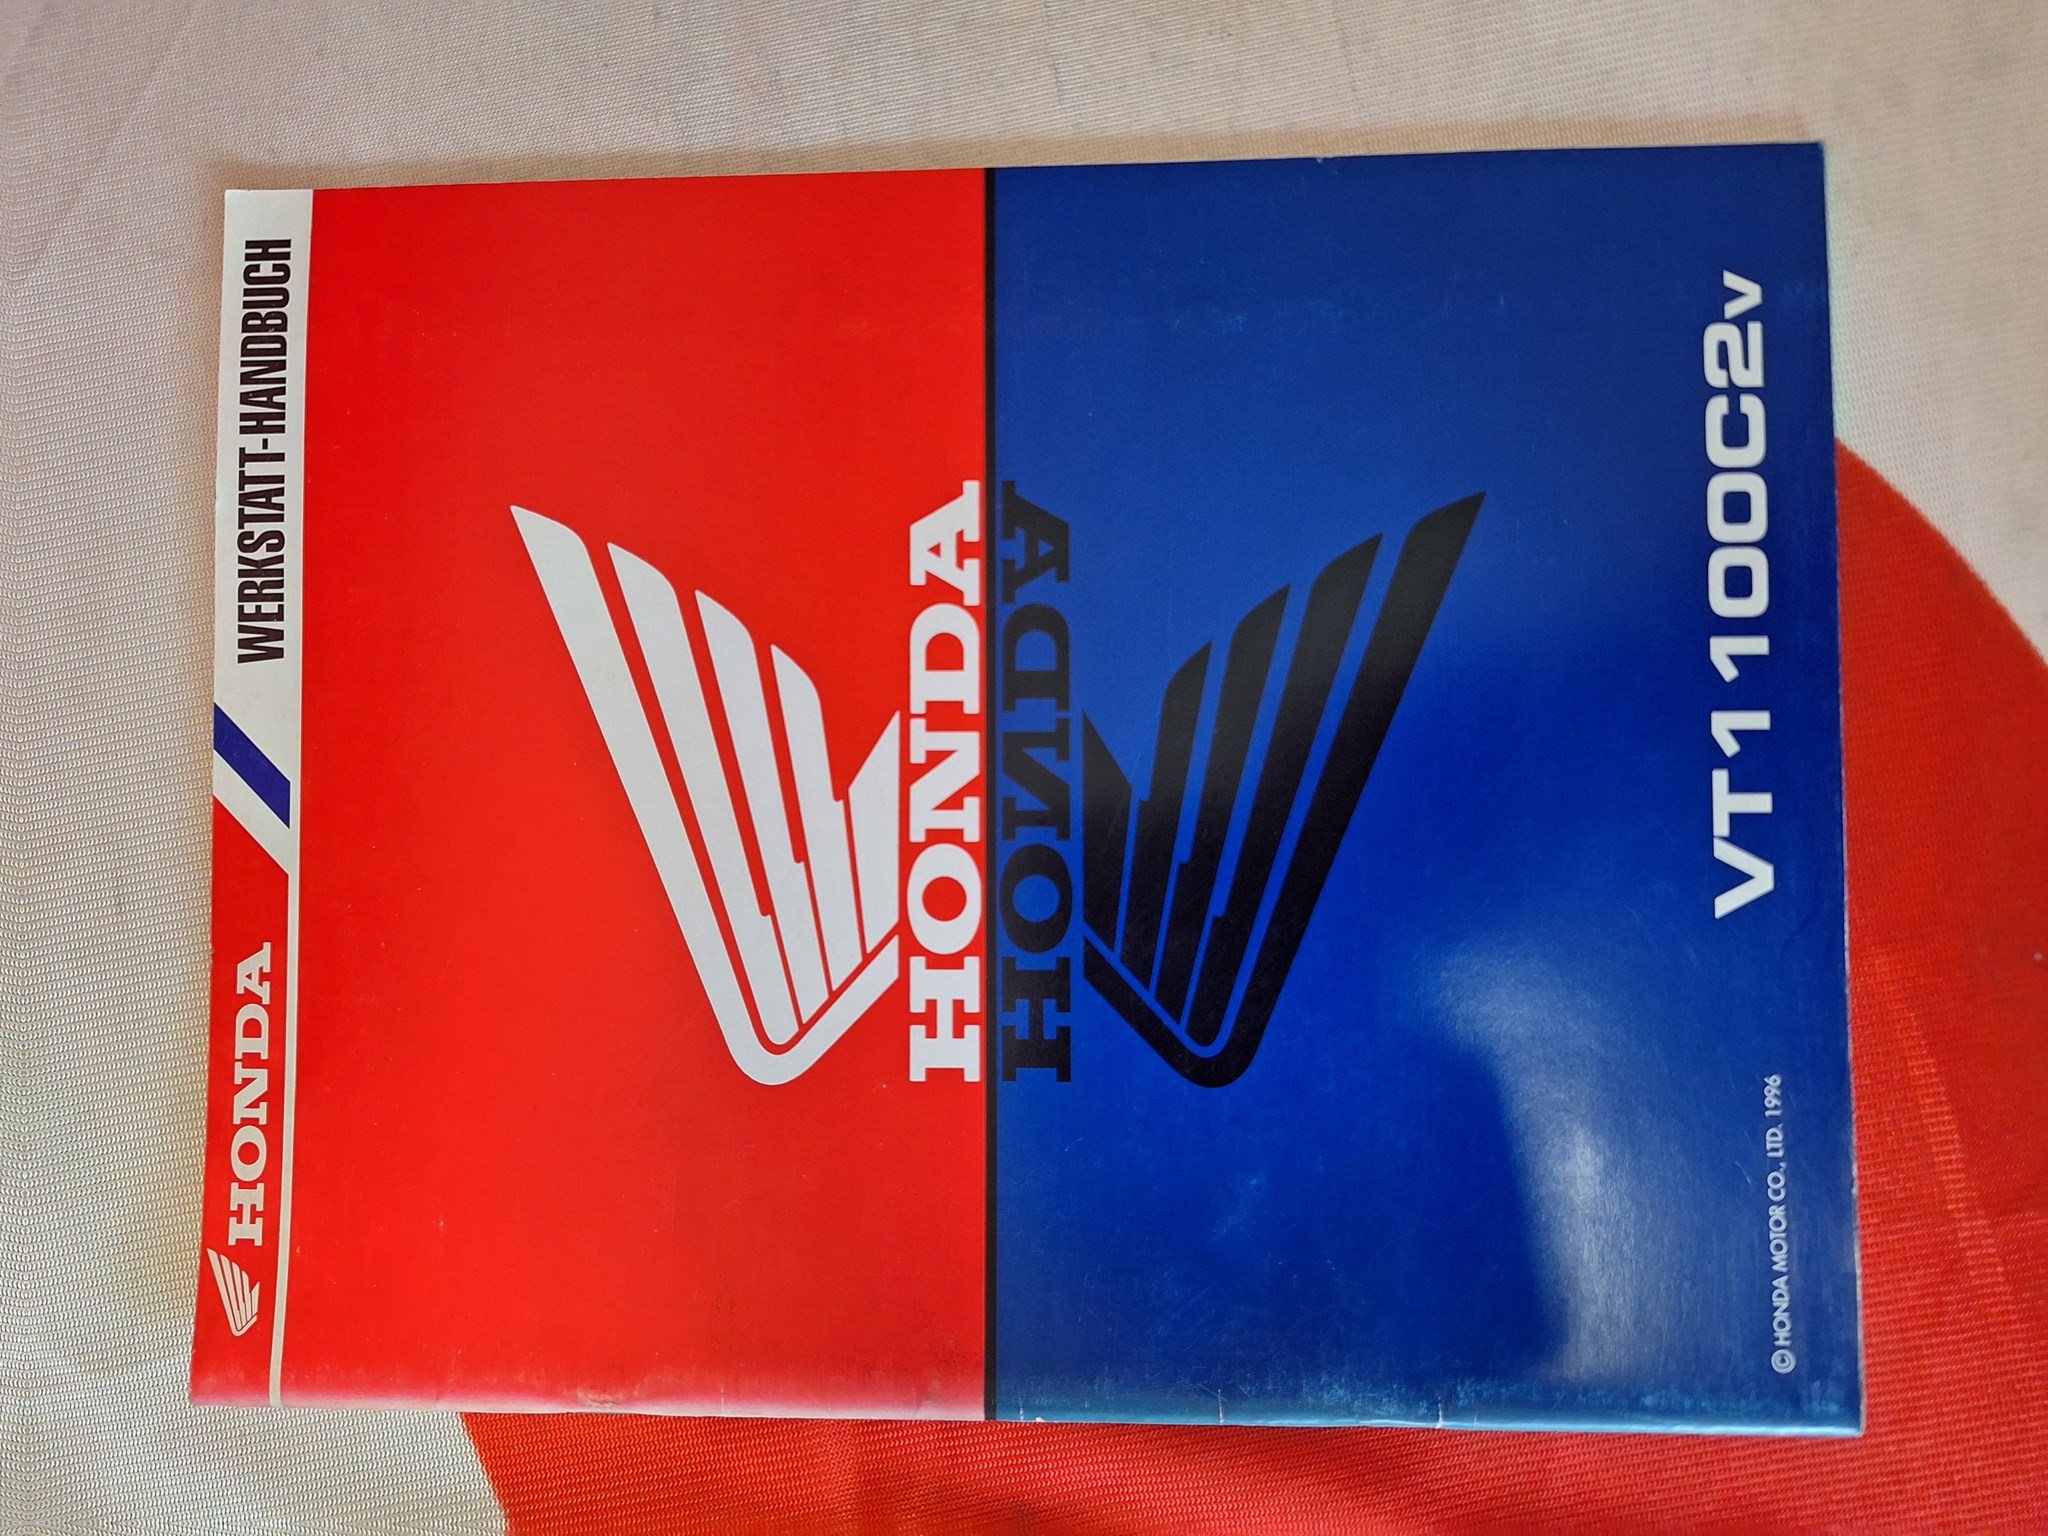 HONDA
WERKSTATT-HANDBUCH
HONDA
HONDA
VT1100C2V
© HONDA MOTOR CO., LTD. 1996